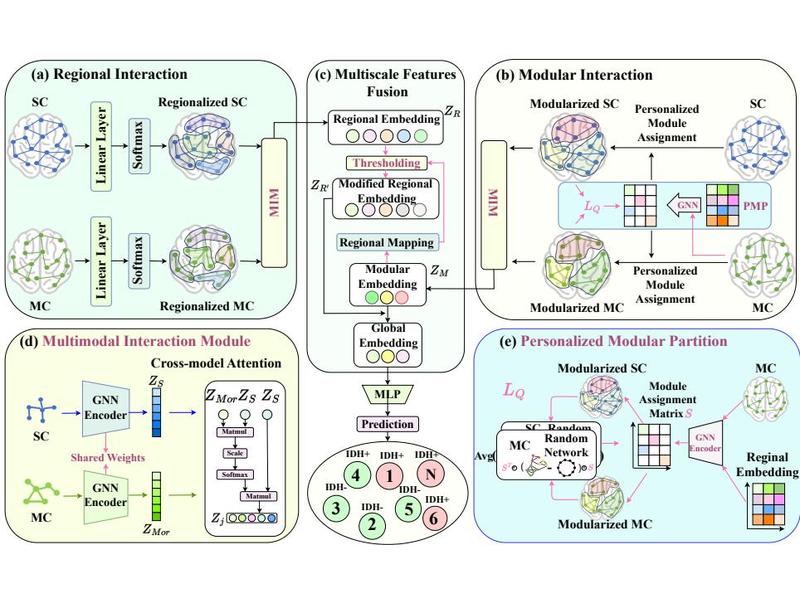 (a) Regional Interaction
SC
Regionalized SC
Linear Layer
Softmax
MIM
MC
Linear Layer
Softmax
Regionalized MC
(c) Multiscale Features
Fusion
Regional Embedding
Z_R
Thresholding
Z_R'
Modified Regional
Embedding
Regional Mapping
Modular
Embedding
Z_M
Global
Embedding
MLP
Prediction
IDH+
4
IDH+
1
IDH+
N
IDH-
3
2
IDH-
IDH-
5
IDH+
6
(b) Modular Interaction
Modularized SC
Personalized
Module
Assignment
SC
MIM
L_Q
GNN
PMP
Modularized MC
Personalized
Module
Assignment
MC
(d) Multimodal Interaction Module
Cross-model Attention
SC
GNN
Encoder
Z_S
Shared Weights
MC
GNN
Encoder
Z_Mor
Z_Mor Z_S Z_S
Matmul
Scale
Softmax
Matmul
Z_j
(e) Personalized Modular Partition
L_Q
Modularized SC
MC
Module
Assignment
Matrix S
SC Random
Avg(
MC
Random
Network
GNN
Encoder
Reginal
Embedding
Modularized MC